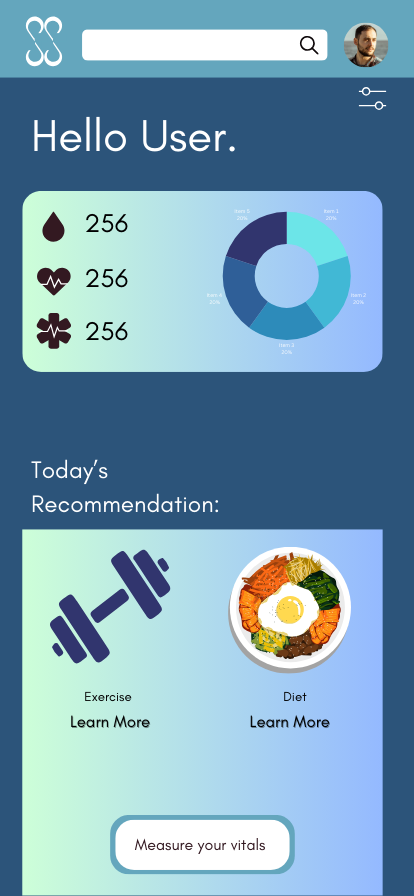 Hello User.
256
256
256
Item 5
20%
Item 1
20%
Item 4
20%
Item 2
20%
Item 3
20%
Today's
Recommendation:
Exercise
Diet
Learn More
Learn More
Measure your vitals